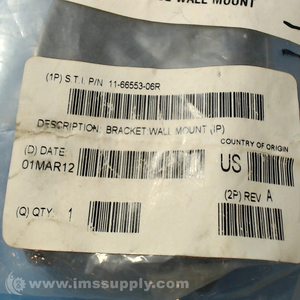 WALL MOUNT
(1P) S.T.I. P/N 11-66553-06R
DESCRIPTION: BRACKET:WALL MOUNT (IP)
(D) DATE
01MAR12
COUNTRY OF ORIGIN
US
(2P) REV A
(Q) QTY: 1
© www.imssupply.com